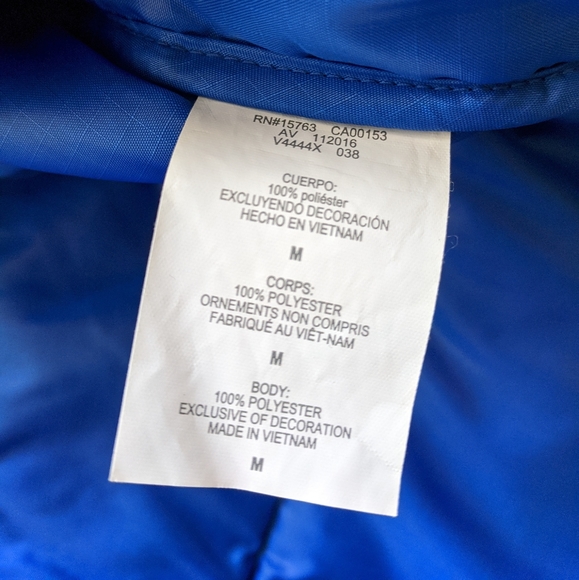 RN#15763 CA00153
AV 112016
V4444X 038
CUERPO:
100% poliéster
EXCLUYENDO DECORACIÓN
HECHO EN VIETNAM
M
CORPS:
100% POLYESTER
ORNEMENTS NON COMPRIS
FABRIQUÉ AU VIÊT-NAM
M
BODY:
100% POLYESTER
EXCLUSIVE OF DECORATION
MADE IN VIETNAM
M